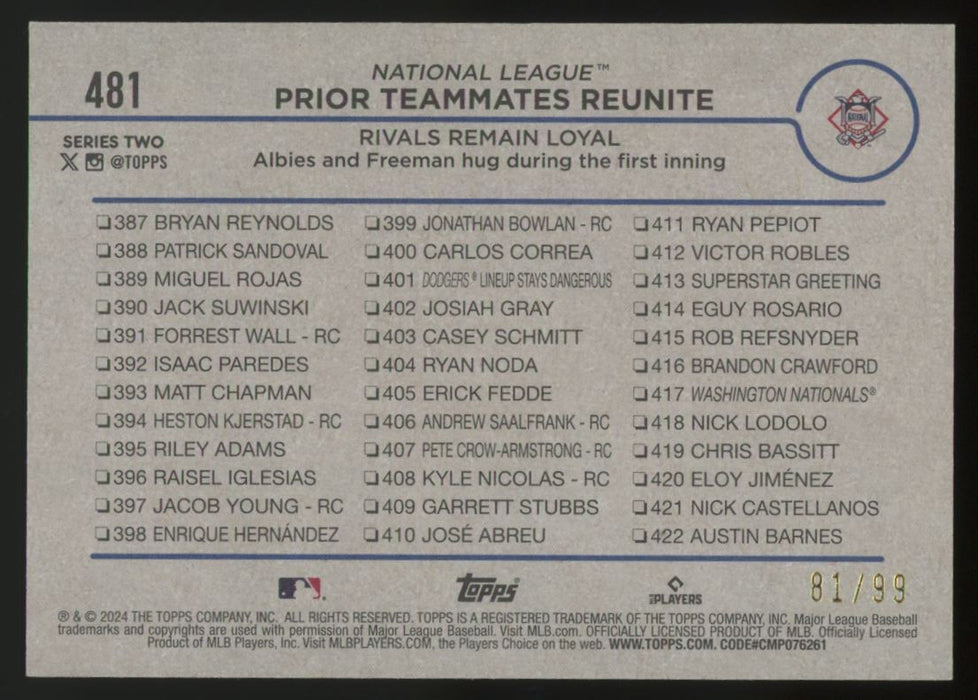 481
NATIONAL LEAGUE™
PRIOR TEAMMATES REUNITE
NATIONAL
SERIES TWO
@TOPPS
RIVALS REMAIN LOYAL
Albies and Freeman hug during the first inning
❏387 BRYAN REYNOLDS
❏388 PATRICK SANDOVAL
❏389 MIGUEL ROJAS
❏390 JACK SUWINSKI
❏391 FORREST WALL - RC
❏392 ISAAC PAREDES
❏393 MATT CHAPMAN
❏394 HESTON KJERSTAD - RC
❏395 RILEY ADAMS
❏396 RAISEL IGLESIAS
❏397 JACOB YOUNG - RC
❏398 ENRIQUE HERNÁNDEZ
❏399 JONATHAN BOWLAN - RC
❏400 CARLOS CORREA
❏401 DODGERS® LINEUP STAYS DANGEROUS
❏402 JOSIAH GRAY
❏403 CASEY SCHMITT
❏404 RYAN NODA
❏405 ERICK FEDDE
❏406 ANDREW SAALFRANK - RC
❏407 PETE CROW-ARMSTRONG - RC
❏408 KYLE NICOLAS - RC
❏409 GARRETT STUBBS
❏410 JOSÉ ABREU
❏411 RYAN PEPIOT
❏412 VICTOR ROBLES
❏413 SUPERSTAR GREETING
❏414 EGUY ROSARIO
❏415 ROB REFSNYDER
❏416 BRANDON CRAWFORD
❏417 WASHINGTON NATIONALS®
❏418 NICK LODOLO
❏419 CHRIS BASSITT
❏420 ELOY JIMÉNEZ
❏421 NICK CASTELLANOS
❏422 AUSTIN BARNES
topps
MLB PLAYERS
81/99
® & © 2024 THE TOPPS COMPANY, INC. ALL RIGHTS RESERVED. TOPPS IS A REGISTERED TRADEMARK OF THE TOPPS COMPANY, INC. Major League Baseball
trademarks and copyrights are used with permission of Major League Baseball. Visit MLB.com. OFFICIALLY LICENSED PRODUCT OF MLB. Officially Licensed
Product of MLB Players, Inc. Visit MLBPLAYERS.COM, the Players Choice on the web. WWW.TOPPS.COM. CODE#CMP076261